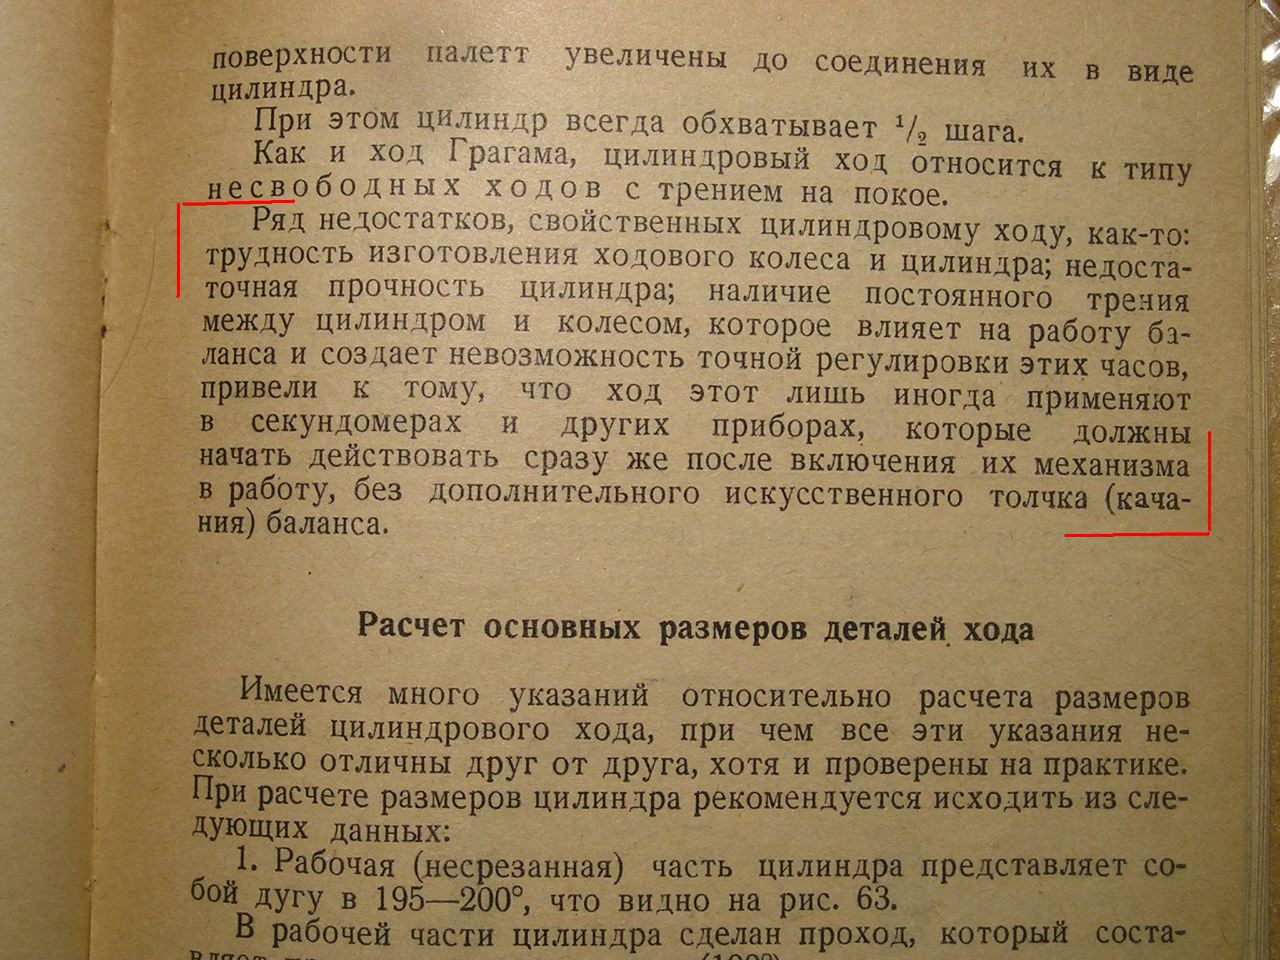 поверхности палетт увеличены до соединения их в виде
цилиндра.
При этом цилиндр всегда обхватывает 1/2 шага.
Как и ход Грагама, цилиндровый ход относится к типу
несвободных ходов с трением на покое.
Ряд недостатков, свойственных цилиндровому ходу, как-то:
трудность изготовления ходового колеса и цилиндра; недоста-
точная прочность цилиндра; наличие постоянного трения
между цилиндром и колесом, которое влияет на работу ба-
ланса и создает невозможность точной регулировки этих часов,
привели к тому, что ход этот лишь иногда применяют
в секундомерах и других приборах, которые должны
начать действовать сразу же после включения их механизма
в работу, без дополнительного искусственного толчка (кача-
ния) баланса.
Расчет основных размеров деталей хода
Имеется много указаний относительно расчета размеров
деталей цилиндрового хода, при чем все эти указания не-
сколько отличны друг от друга, хотя и проверены на практике.
При расчете размеров цилиндра рекомендуется исходить из сле-
дующих данных:
1. Рабочая (несрезанная) часть цилиндра представляет со-
бой дугу в 195—200°, что видно на рис. 63.
В рабочей части цилиндра сделан проход, который соста-